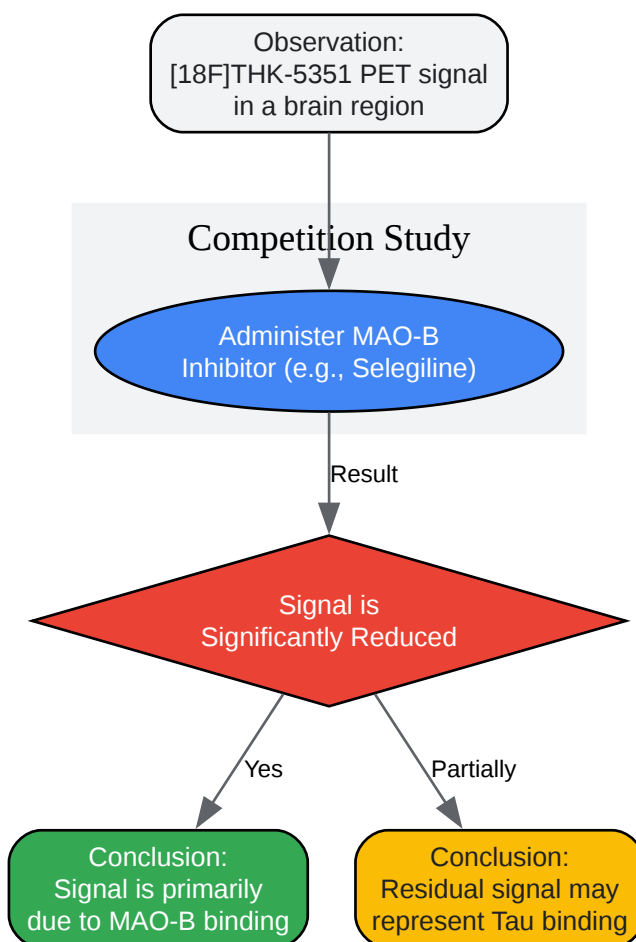 Observation:
[18F]THK-5351 PET signal
in a brain region
Competition Study
Administer MAO-B
Inhibitor (e.g., Selegiline)
Result
Signal is
Significantly Reduced
Yes
Partially
Conclusion:
Signal is primarily
due to MAO-B binding
Conclusion:
Residual signal may
represent Tau binding